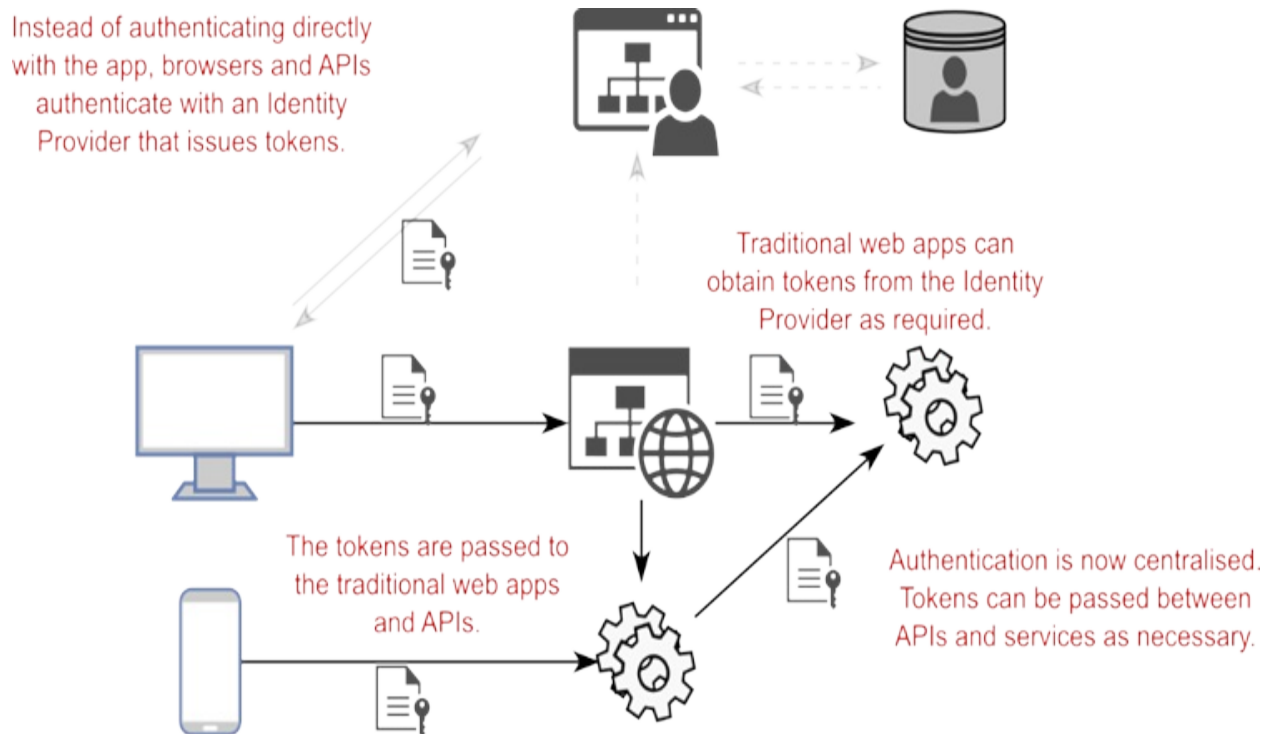 Instead of authenticating directly
with the app, browsers and APIs
authenticate with an Identity
Provider that issues tokens.
Traditional web apps can
obtain tokens from the Identity
Provider as required.
The tokens are passed to
the traditional web apps
and APIs.
Authentication is now centralised.
Tokens can be passed between
APIs and services as necessary.